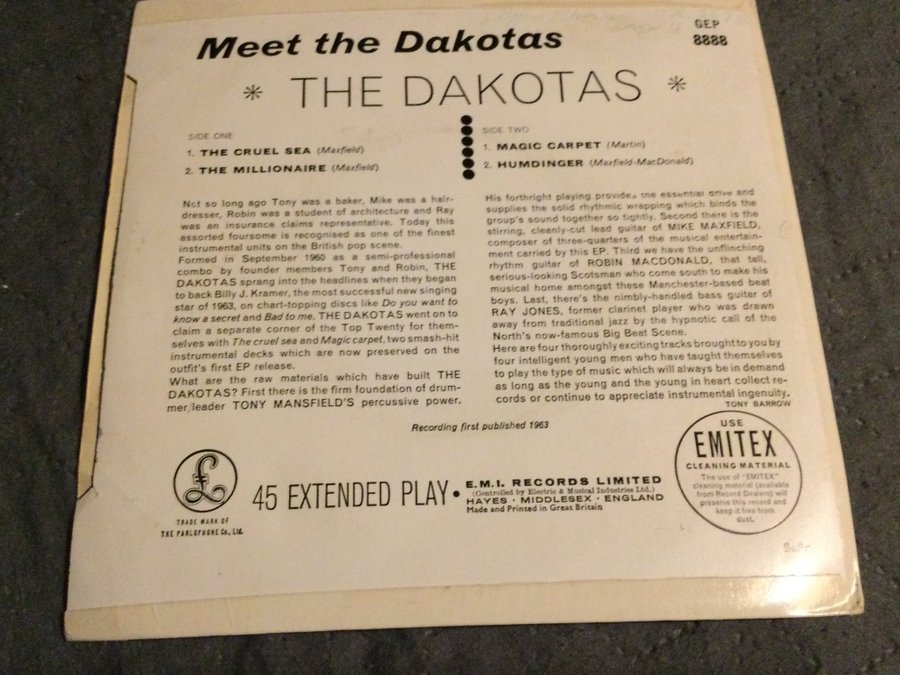 Meet the Dakotas
GEP
8888
* THE DAKOTAS *
SIDE ONE
1. THE CRUEL SEA (Maxfield)
2. THE MILLIONAIRE (Maxfield)
SIDE TWO
1. MAGIC CARPET (Martin)
2. HUMDINGER (Maxfield-MacDonald)
Not so long ago Tony was a baker, Mike was a hair-
dresser, Robin was a student of architecture and Ray
was an insurance claims representative. Today this
assorted foursome is recognised as one of the finest
instrumental units on the British pop scene.
Formed in September 1960 as a semi-professional
combo by founder members Tony and Robin, THE
DAKOTAS sprang into the headlines when they began
to back Billy J. Kramer, the most successful new singing
star of 1963, on chart-topping discs like Do you want to
know a secret and Bad to me. THE DAKOTAS went on to
claim a separate corner of the Top Twenty for them-
selves with The cruel sea and Magic carpet, two smash-hit
instrumental decks which are now preserved on the
outfit's first EP release.
What are the raw materials which have built THE
DAKOTAS? First there is the firm foundation of drum-
mer/leader TONY MANSFIELD'S percussive power.
His forthright playing provides the essential drive and
supplies the solid rhythmic wrapping which binds the
group's sound together so tightly. Second there is the
stirring, cleanly-cut lead guitar of MIKE MAXFIELD,
composer of three-quarters of the musical entertain-
ment carried by this EP. Third we have the unflinching
rhythm guitar of ROBIN MACDONALD, that tall,
serious-looking Scotsman who come south to make his
musical home amongst these Manchester-based beat
boys. Last, there's the nimbly-handled bass guitar of
RAY JONES, former clarinet player who was drawn
away from traditional jazz by the hypnotic call of the
North's now-famous Big Beat Scene.
Here are four thoroughly exciting tracks brought to you by
four intelligent young men who have taught themselves
to play the type of music which will always be in demand
as long as the young and the young in heart collect re-
cords or continue to appreciate instrumental ingenuity.
TONY BARROW
Recording first published 1963
£
TRADE MARK OF
THE PARLOPHONE Co., Ltd.
45 EXTENDED PLAY •
E.M.I. RECORDS LIMITED
(Controlled by Electric & Musical Industries Ltd.)
HAYES • MIDDLESEX • ENGLAND
Made and Printed in Great Britain
USE
EMITEX
CLEANING MATERIAL
The use of "EMITEX"
cleaning material (available
from Record Dealers) will
preserve this record and
keep it free from
dust.